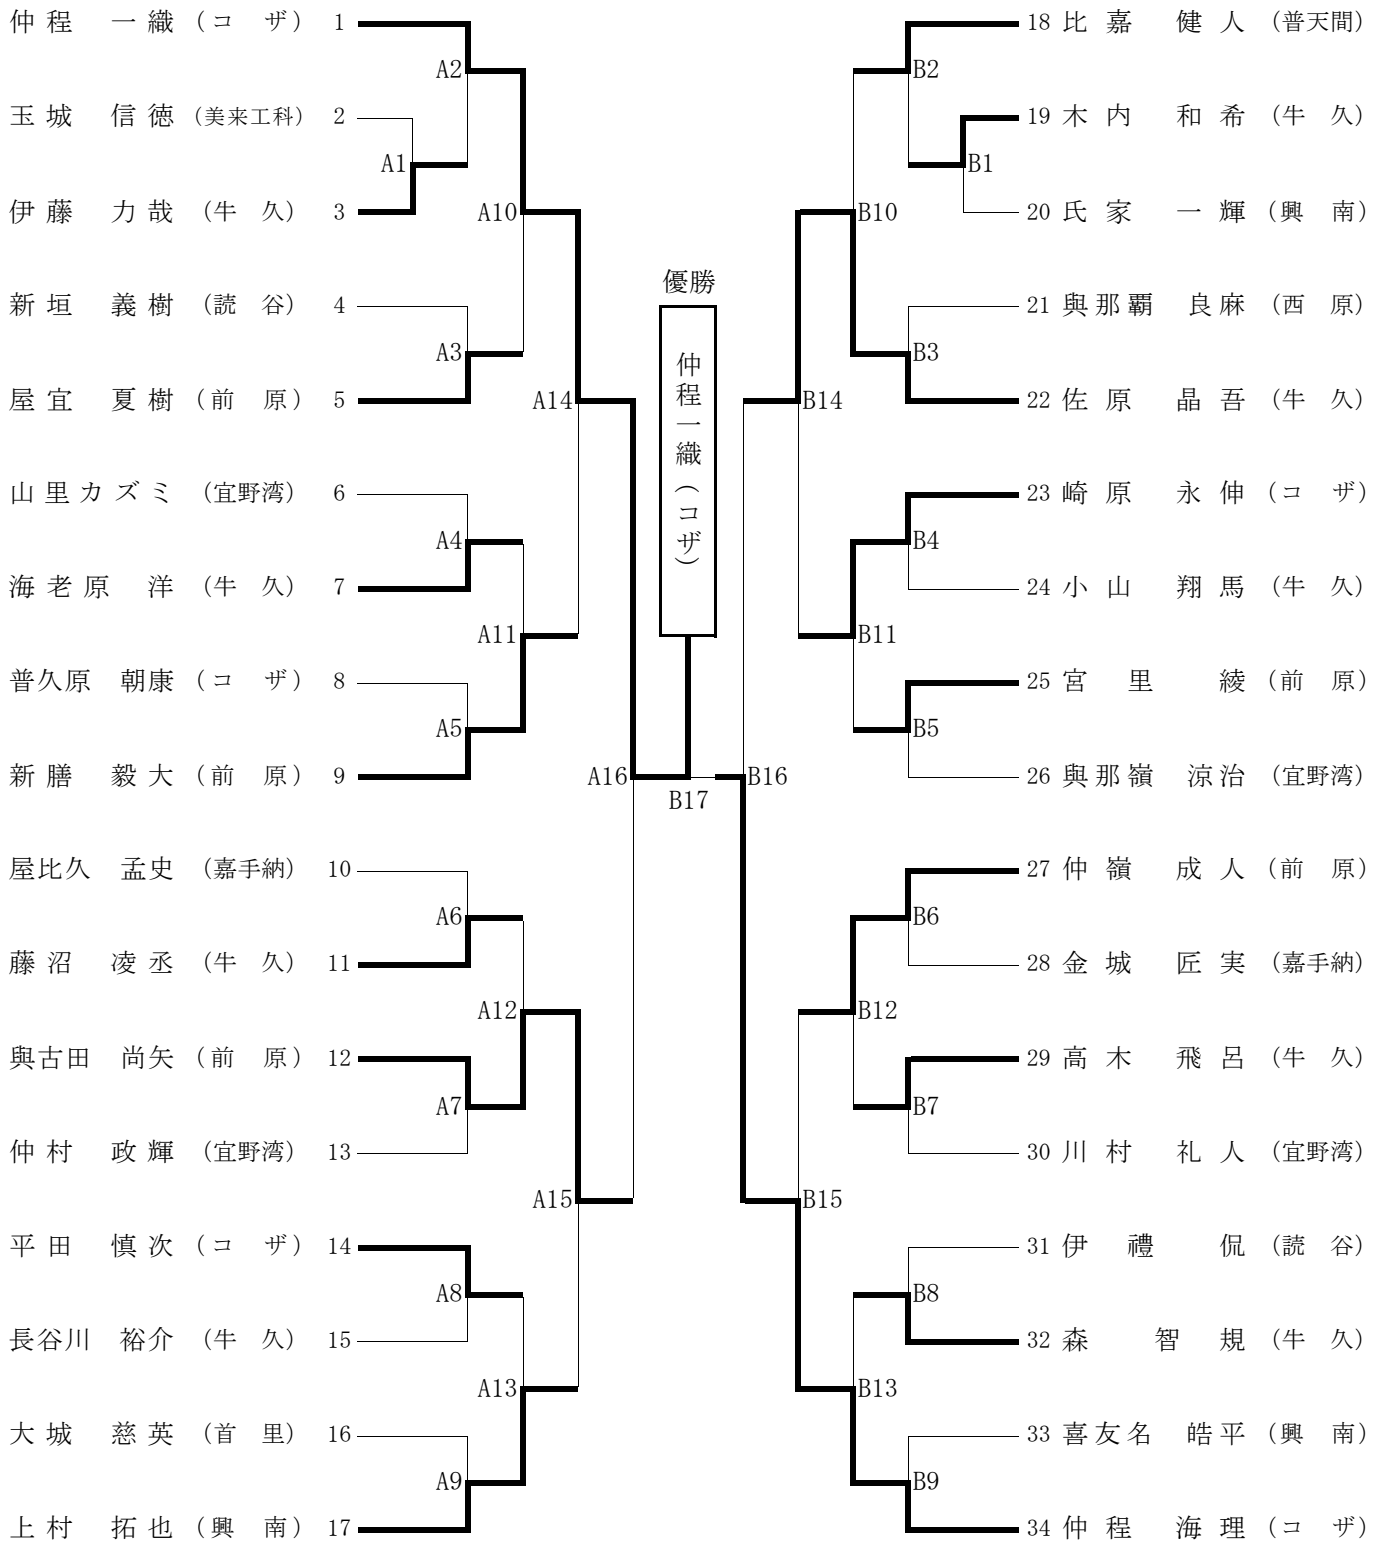 仲程 一織 (コ ザ) 1
玉城 信徳 (美来工科) 2
伊藤 力哉 (牛 久) 3
新垣 義樹 (読 谷) 4
屋宜 夏樹 (前 原) 5
山里カズミ (宜野湾) 6
海老原 洋 (牛 久) 7
普久原 朝康 (コ ザ) 8
新膳 毅大 (前 原) 9
屋比久 孟史 (嘉手納) 10
藤沼 凌丞 (牛 久) 11
與古田 尚矢 (前 原) 12
仲村 政輝 (宜野湾) 13
平田 慎次 (コ ザ) 14
長谷川 裕介 (牛 久) 15
大城 慈英 (首 里) 16
上村 拓也 (興 南) 17
A1
A2
A3
A4
A5
A6
A7
A8
A9
A10
A11
A12
A13
A14
A15
A16
優勝
仲程一織(コザ)
B17
B16
B14
B15
B10
B11
B12
B13
B2
B1
B3
B4
B5
B6
B7
B8
B9
18 比嘉 健人 (普天間)
19 木内 和希 (牛 久)
20 氏家 一輝 (興 南)
21 與那覇 良麻 (西 原)
22 佐原 晶吾 (牛 久)
23 崎原 永伸 (コ ザ)
24 小山 翔馬 (牛 久)
25 宮里 綾 (前 原)
26 與那嶺 涼治 (宜野湾)
27 仲嶺 成人 (前 原)
28 金城 匠実 (嘉手納)
29 高木 飛呂 (牛 久)
30 川村 礼人 (宜野湾)
31 伊禮 侃 (読 谷)
32 森 智規 (牛 久)
33 喜友名 皓平 (興 南)
34 仲程 海理 (コ ザ)